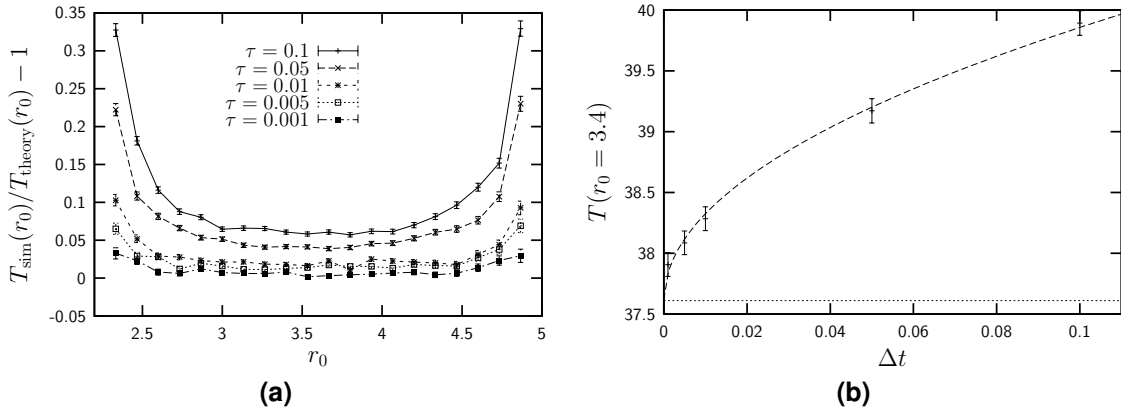 0.35
0.3
0.25
0.2
0.15
0.1
0.05
0
-0.05
T_sim(r_0)/T_theory(r_0) − 1
τ = 0.1
τ = 0.05
τ = 0.01
τ = 0.005
τ = 0.001
2.5 3 3.5 4 4.5 5
r_0
(a)
40
39.5
39
38.5
38
37.5
T(r_0 = 3.4)
0 0.02 0.04 0.06 0.08 0.1
Δt
(b)